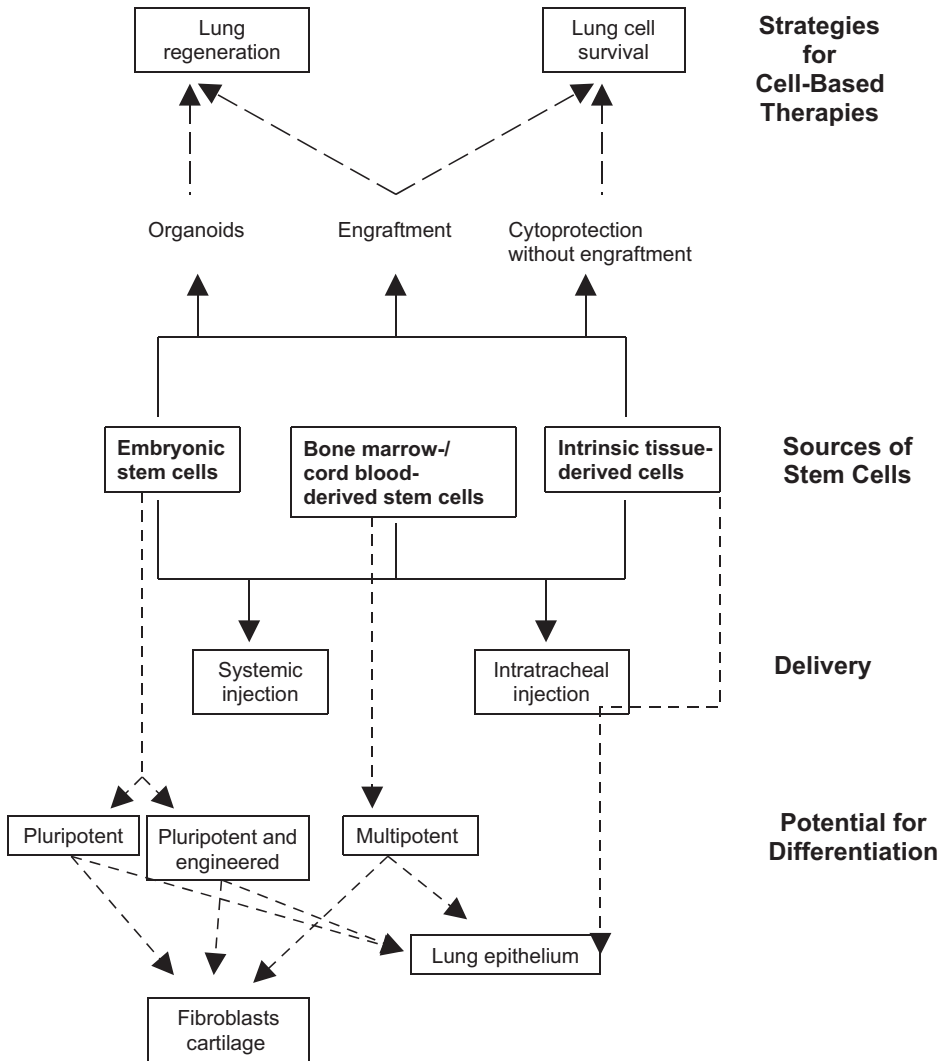 Lung
regeneration
Lung cell
survival
Strategies
for
Cell-Based
Therapies
Organoids
Engraftment
Cytoprotection
without engraftment
Embryonic
stem cells
Bone marrow-/
cord blood-
derived stem cells
Intrinsic tissue-
derived cells
Sources of
Stem Cells
Systemic
injection
Intratracheal
injection
Delivery
Pluripotent
Pluripotent and
engineered
Multipotent
Potential for
Differentiation
Lung epithelium
Fibroblasts
cartilage